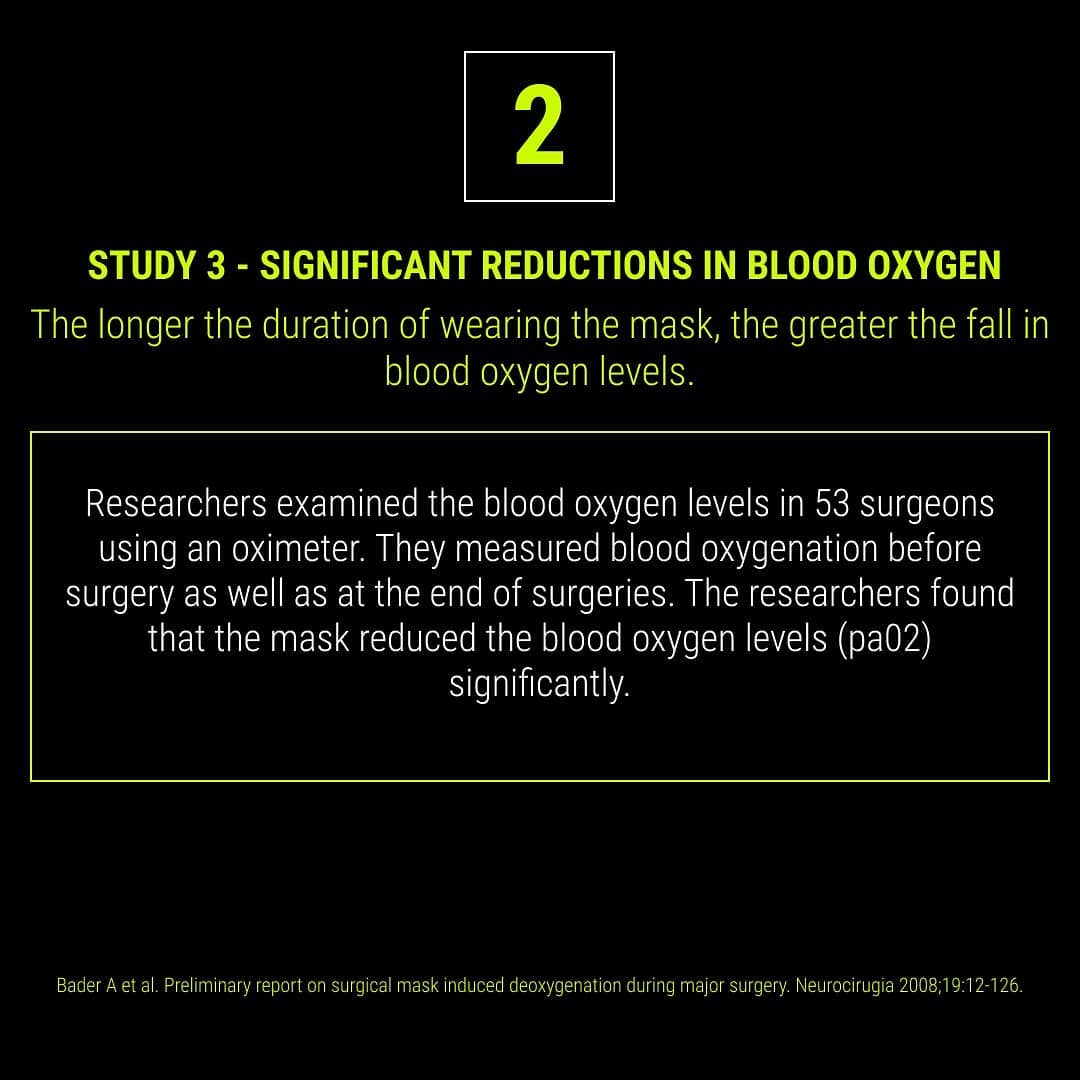 2
STUDY 3 - SIGNIFICANT REDUCTIONS IN BLOOD OXYGEN
The longer the duration of wearing the mask, the greater the fall in
blood oxygen levels.
Researchers examined the blood oxygen levels in 53 surgeons
using an oximeter. They measured blood oxygenation before
surgery as well as at the end of surgeries. The researchers found
that the mask reduced the blood oxygen levels (pa02)
significantly.
Bader A et al. Preliminary report on surgical mask induced deoxygenation during major surgery. Neurocirugia 2008;19:12-126.